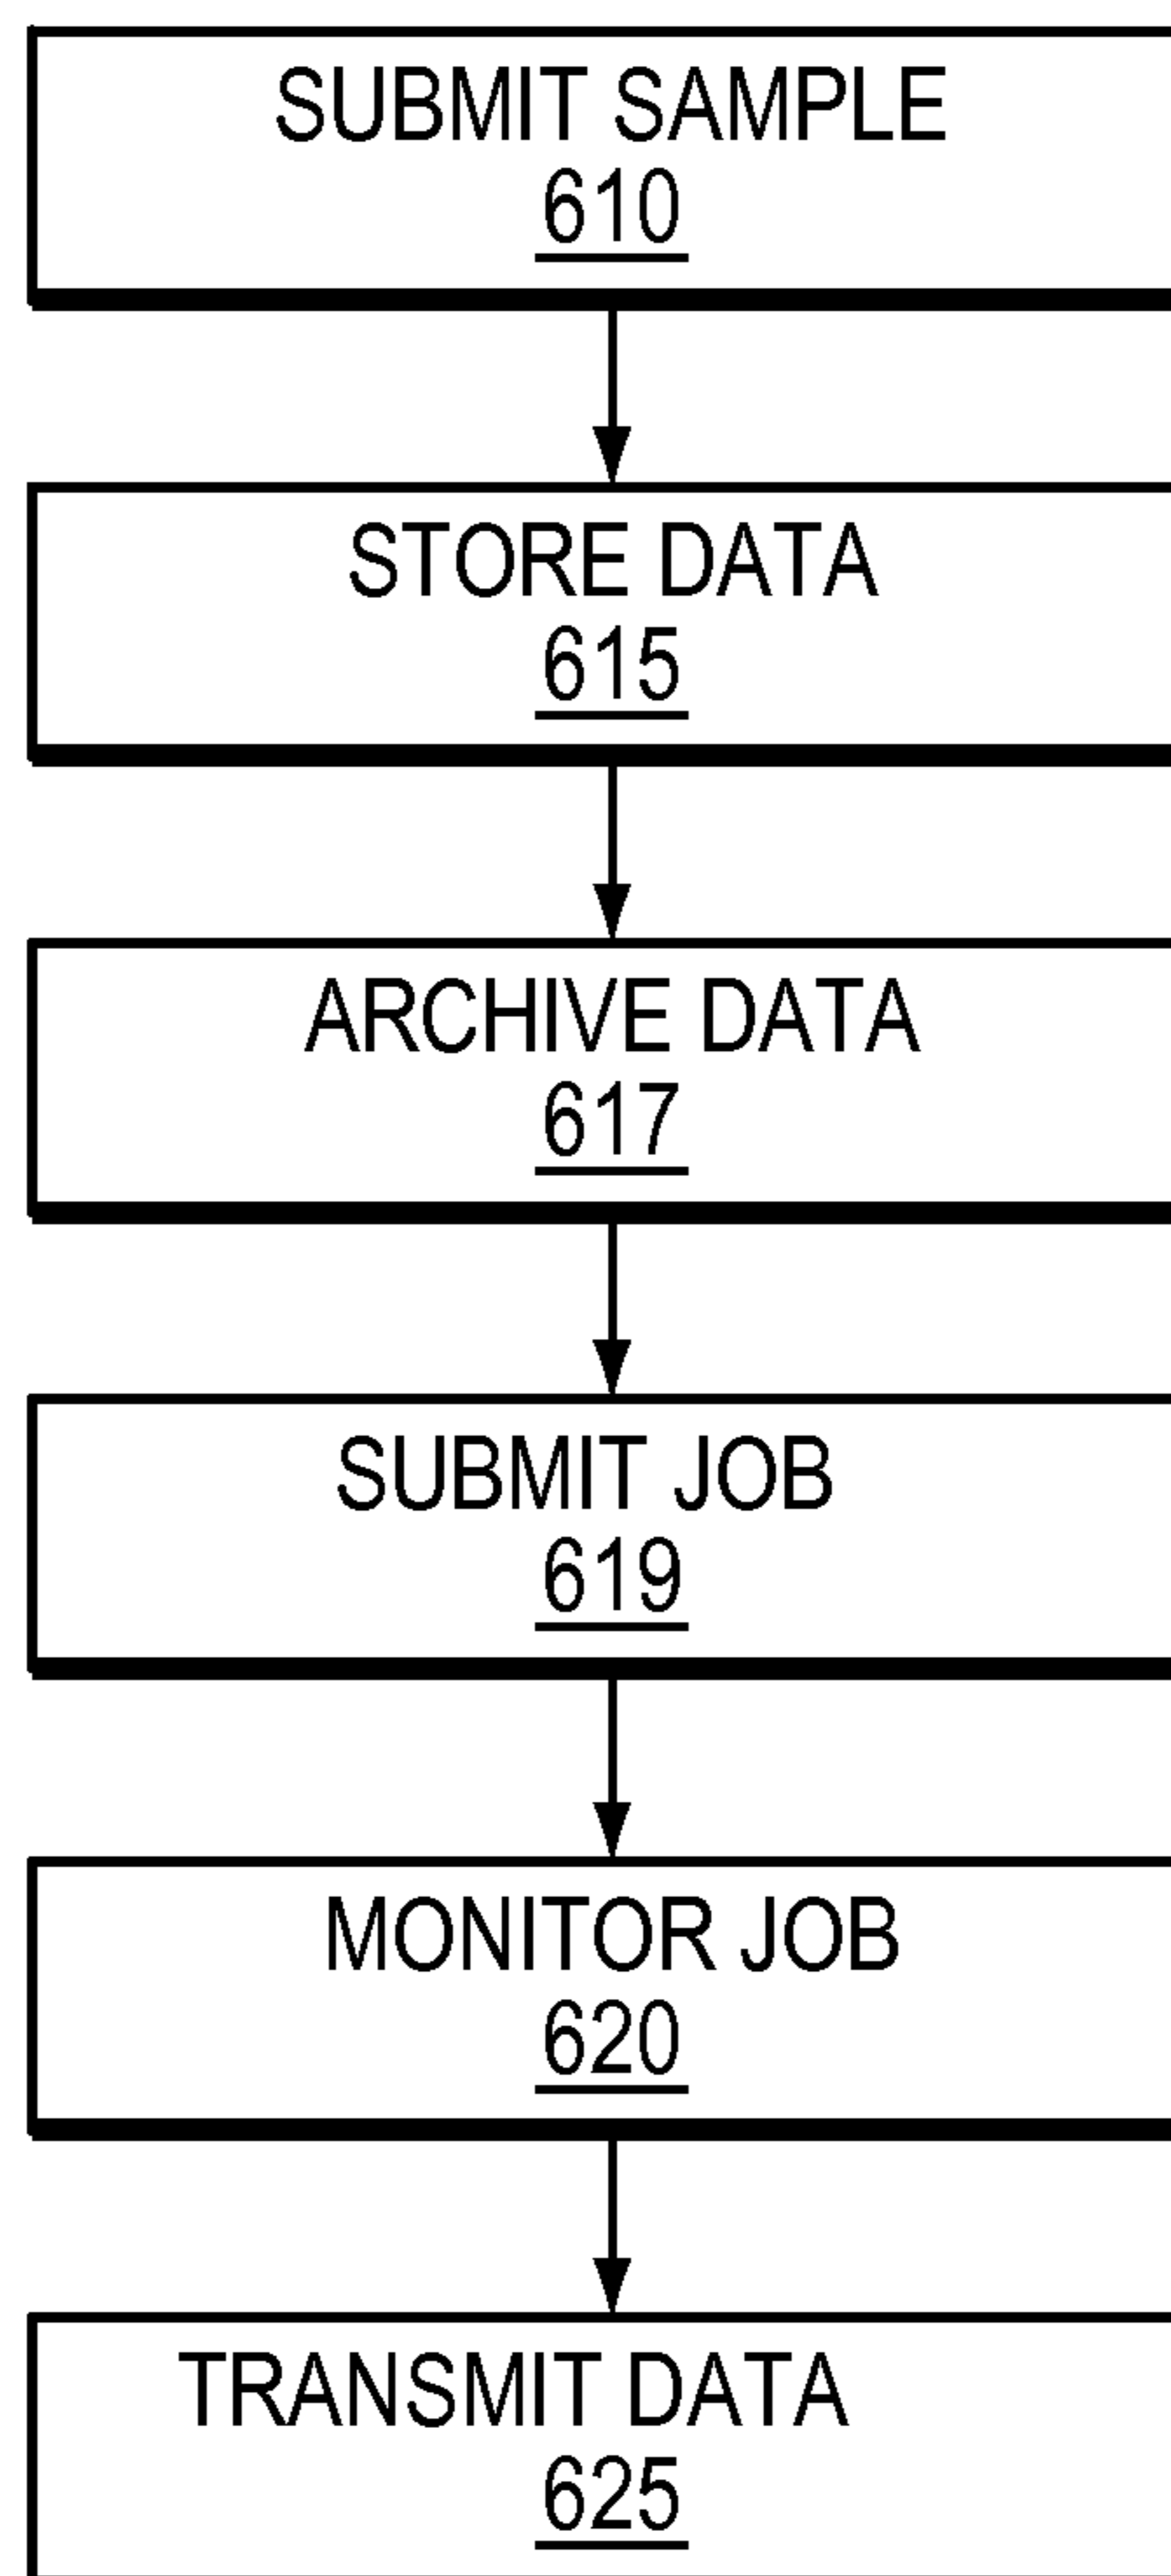 SUBMIT SAMPLE
610
STORE DATA
615
ARCHIVE DATA
617
SUBMIT JOB
619
MONITOR JOB
620
TRANSMIT DATA
625